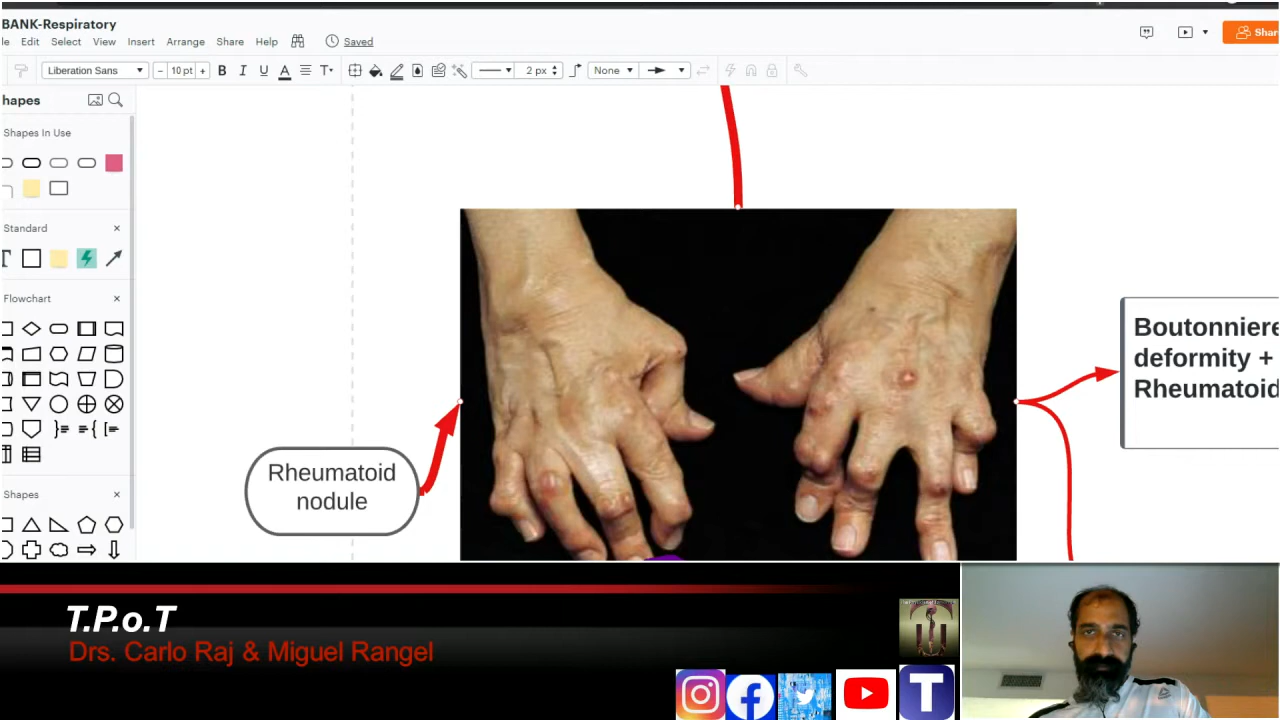 BANK-Respiratory
le Edit Select View Insert Arrange Share Help Saved
Shar
Liberation Sans − 10 pt + B I U A T 2 px None
hapes
Shapes In Use
Standard
T
Flowchart
Shapes
Rheumatoid
nodule
Boutonniere
deformity +
Rheumatoid
T.P.o.T
Drs. Carlo Raj & Miguel Rangel
T